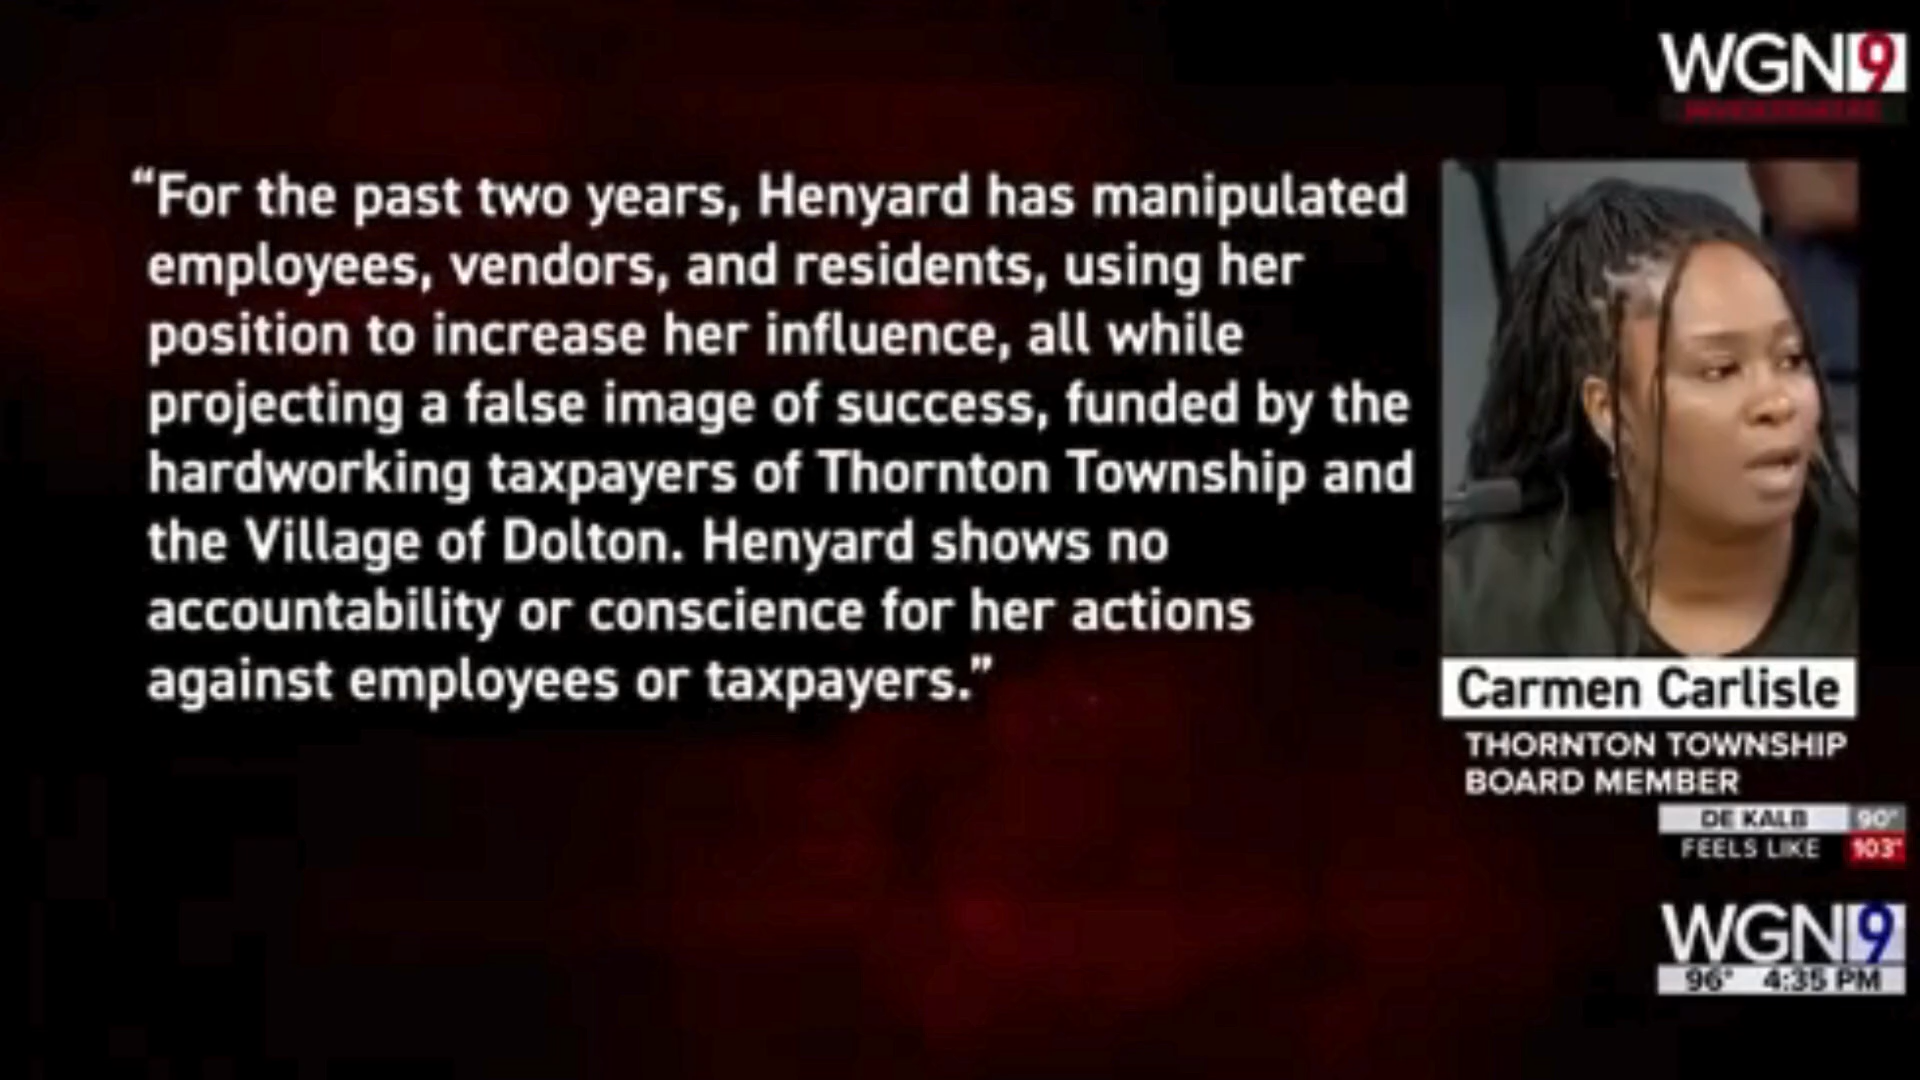 WGN9
"For the past two years, Henyard has manipulated
employees, vendors, and residents, using her
position to increase her influence, all while
projecting a false image of success, funded by the
hardworking taxpayers of Thornton Township and
the Village of Dolton. Henyard shows no
accountability or conscience for her actions
against employees or taxpayers."
Carmen Carlisle
THORNTON TOWNSHIP
BOARD MEMBER
DE KALB 90°
FEELS LIKE 103°
WGN9
96° 4:35 PM